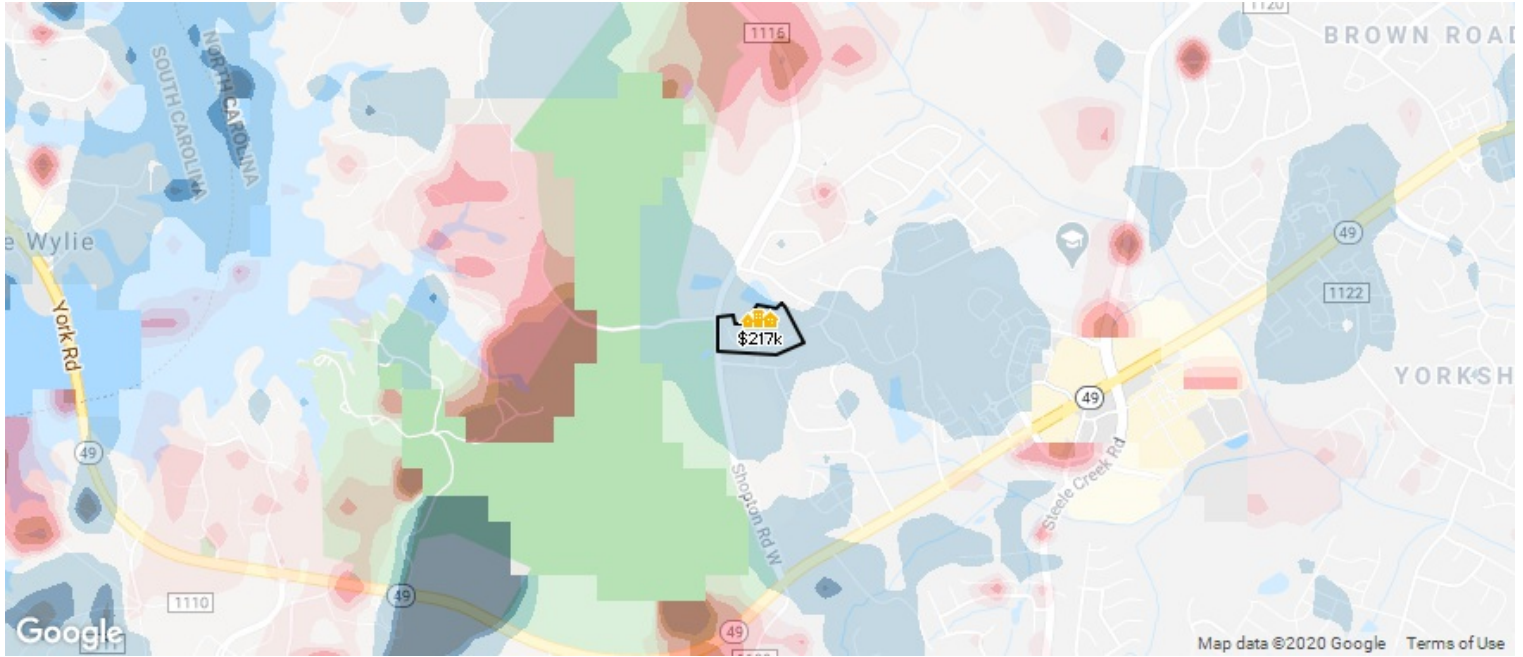 1120
1116
BROWN ROAD
NORTH CAROLINA
SOUTH CAROLINA
49
e Wylie
1122
York Rd
$217k
YORKSH
49
49
Shopton Rd W
Steele Creek Rd
49
1110
49
Google
Map data ©2020 Google Terms of Use